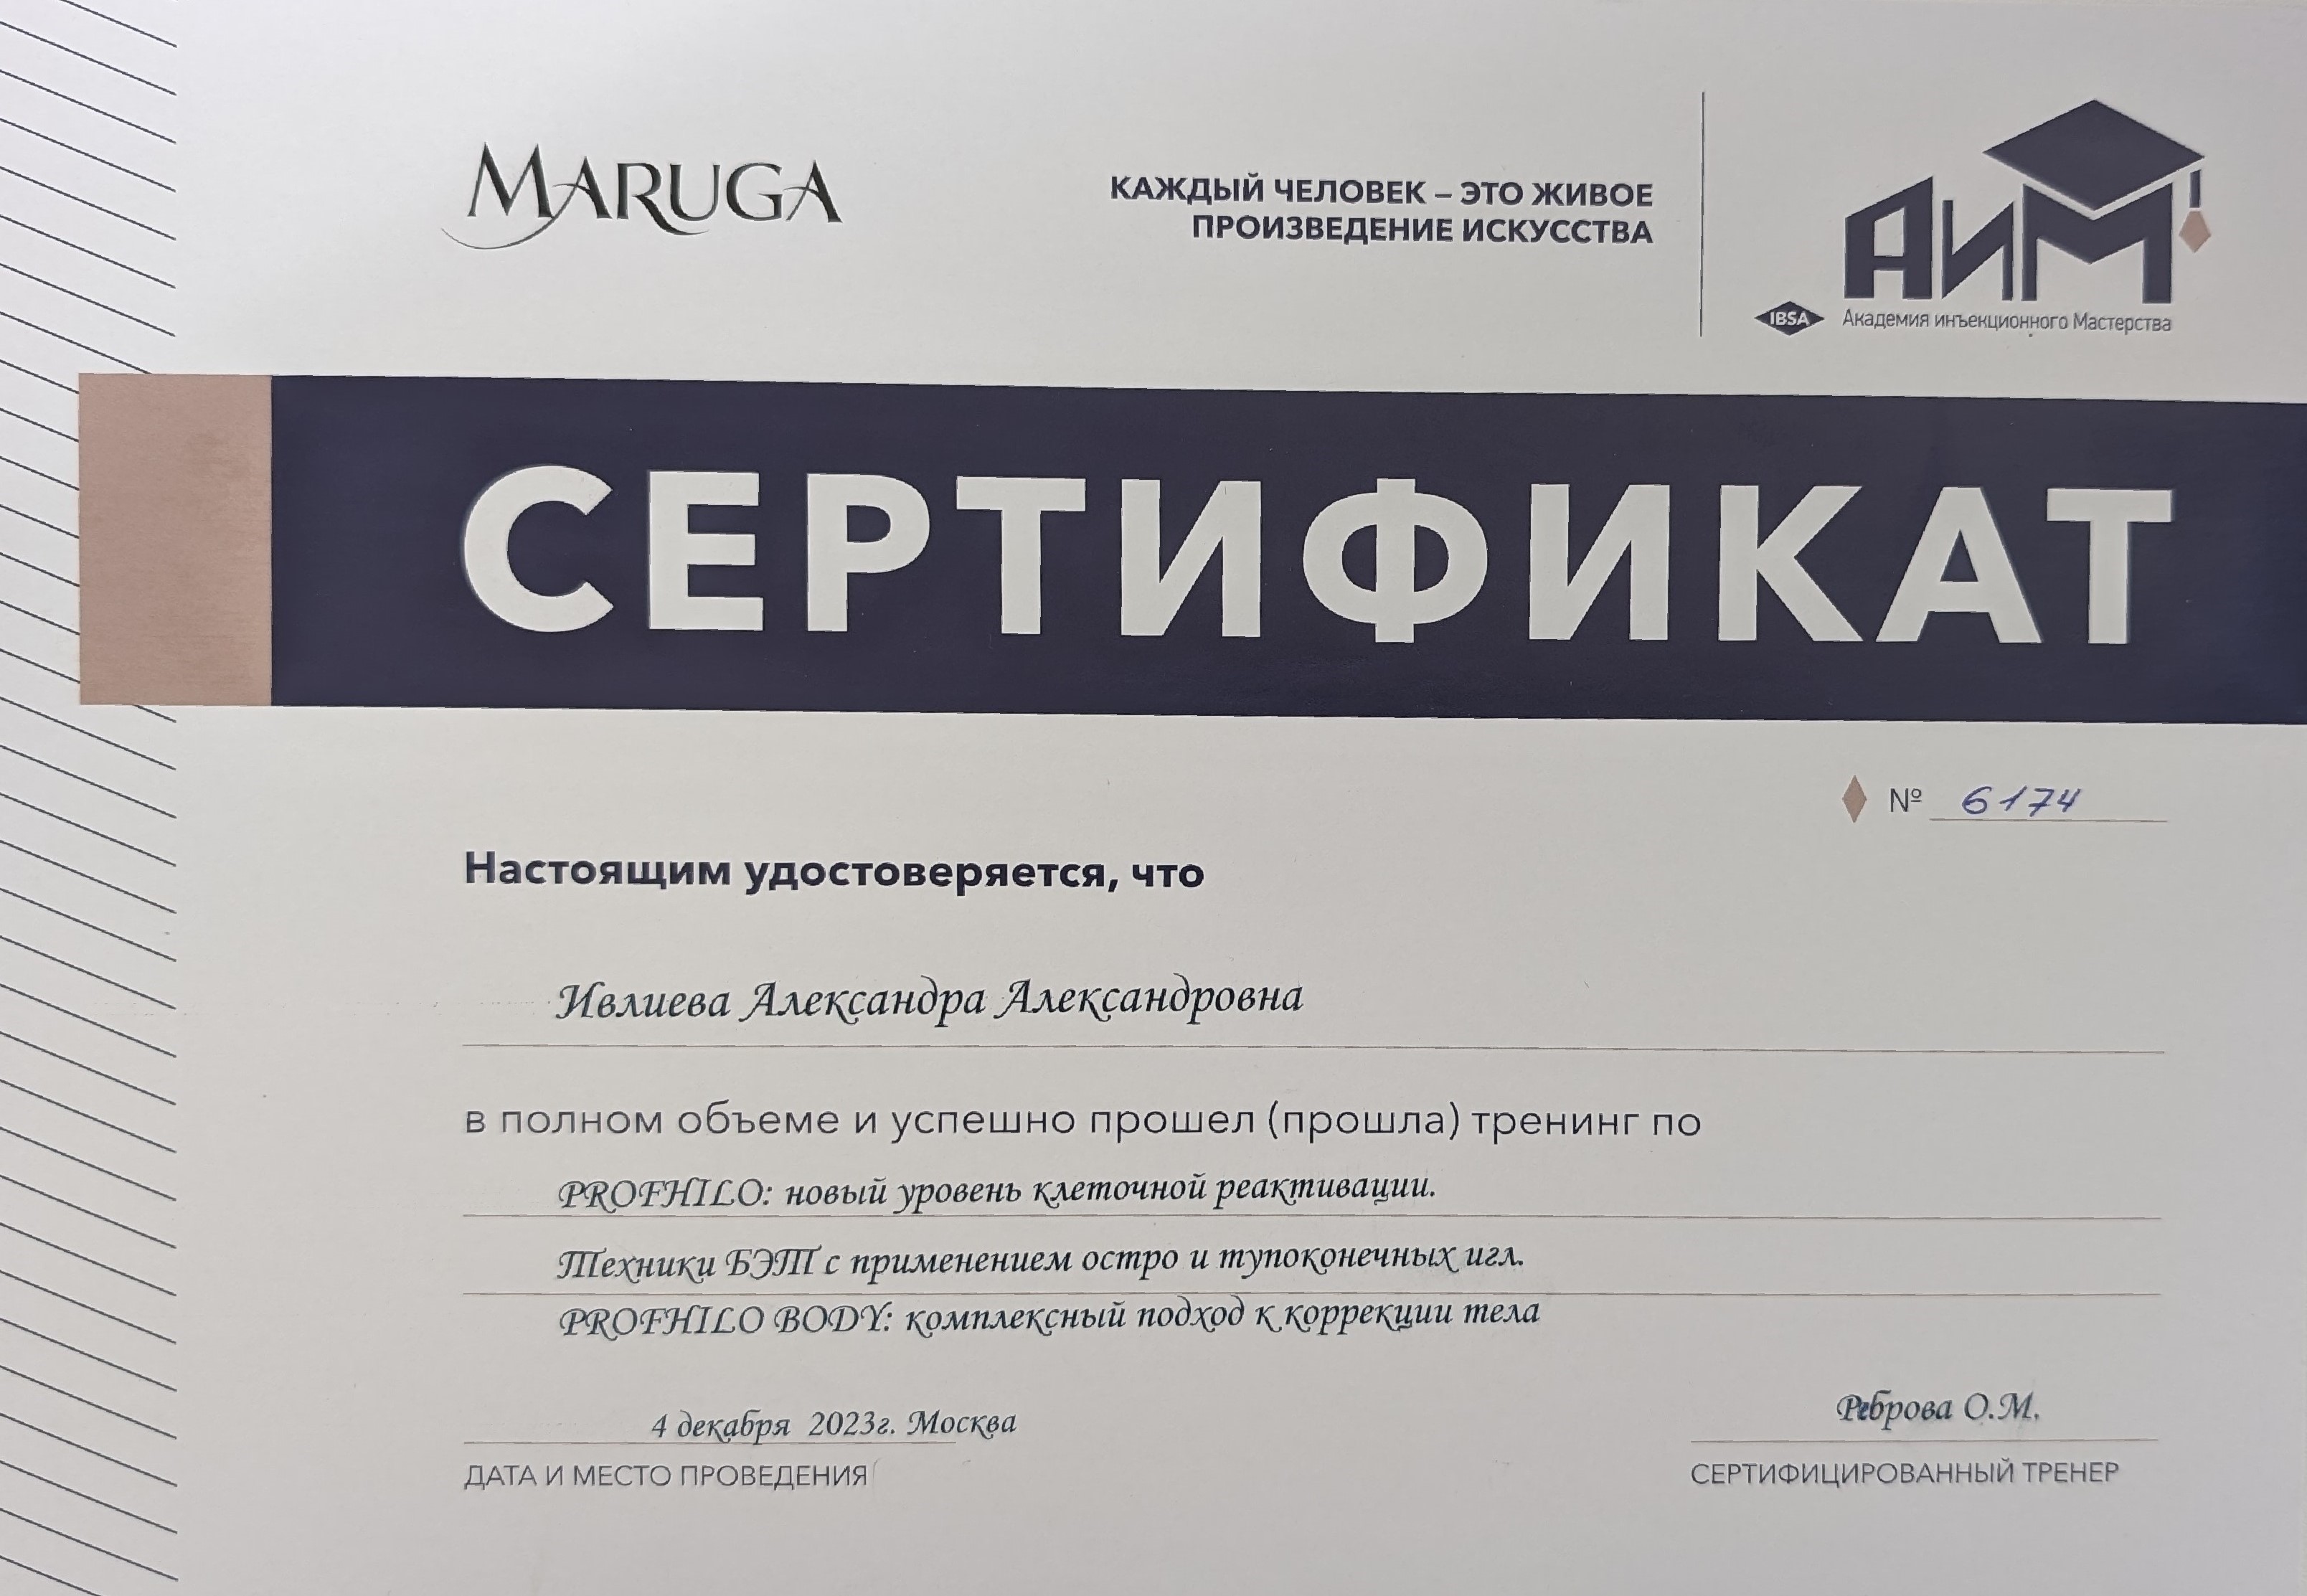 MARUGA
КАЖДЫЙ ЧЕЛОВЕК – ЭТО ЖИВОЕ
ПРОИЗВЕДЕНИЕ ИСКУССТВА
АИМ
IBSA Академия инъекционного Мастерства
СЕРТИФИКАТ
№ 6174
Настоящим удостоверяется, что
Ивлиева Александра Александровна
в полном объеме и успешно прошел (прошла) тренинг по
PROFHILO: новый уровень клеточной реактивации.
Техники БЭТ с применением остро и тупоконечных игл.
PROFHILO BODY: комплексный подход к коррекции тела
4 декабря 2023г. Москва
Реброва О.М.
ДАТА И МЕСТО ПРОВЕДЕНИЯ
СЕРТИФИЦИРОВАННЫЙ ТРЕНЕР